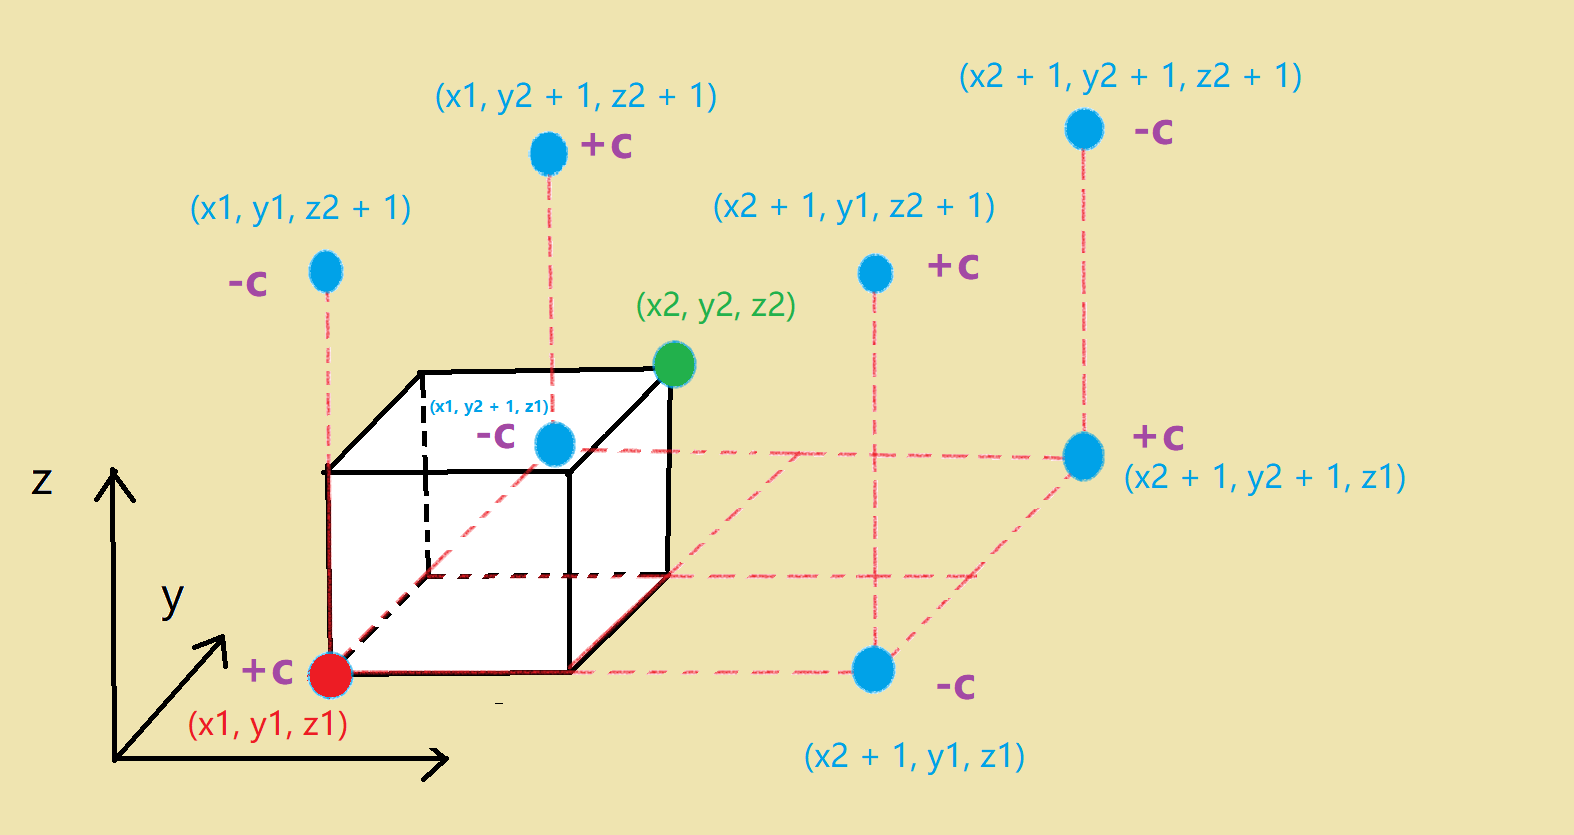 (x2 + 1, y2 + 1, z2 + 1)
-c
(x1, y2 + 1, z2 + 1)
+c
(x1, y1, z2 + 1)
-c
(x2 + 1, y1, z2 + 1)
+c
(x2, y2, z2)
(x1, y2 + 1, z1)
-c
+c
(x2 + 1, y2 + 1, z1)
z
y
+c
(x1, y1, z1)
-c
(x2 + 1, y1, z1)